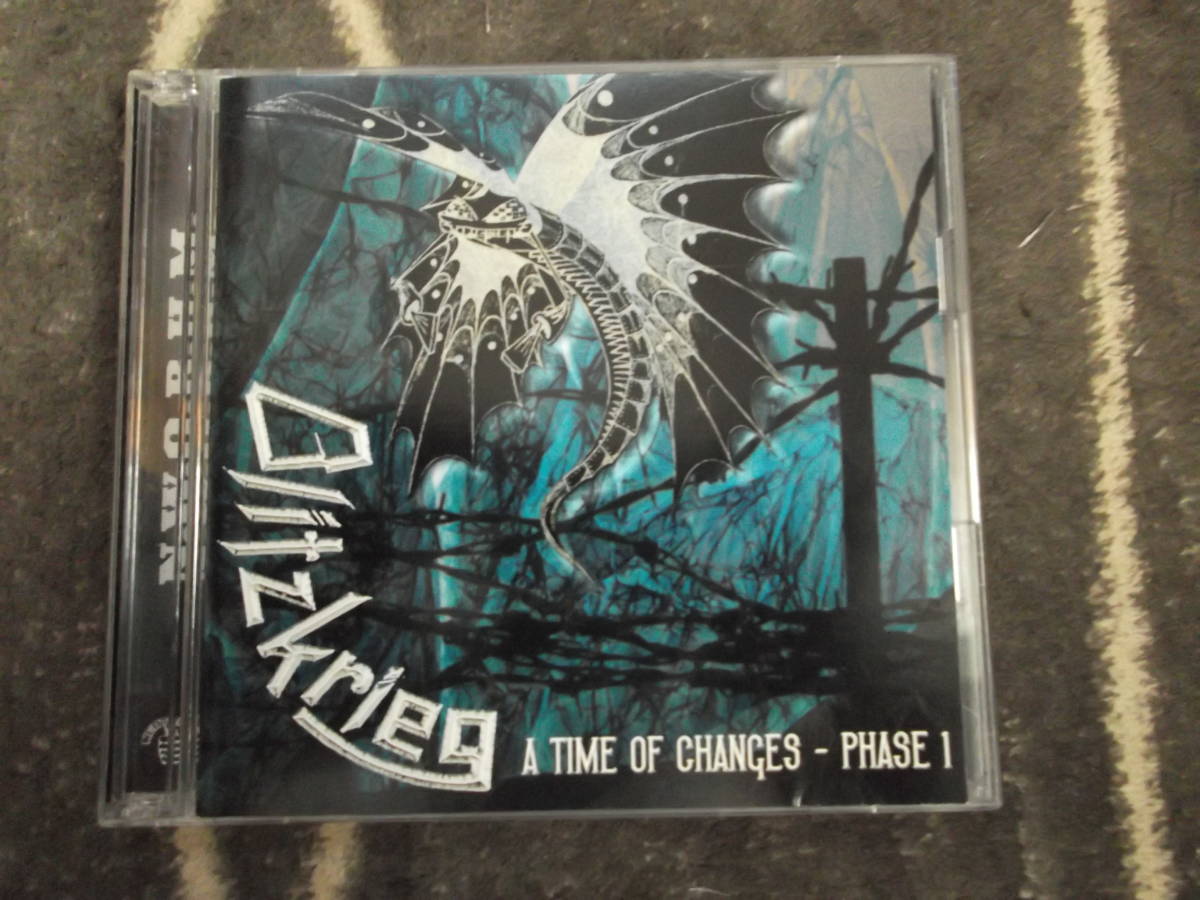 NWOBHM
Blitzkrieg
A TIME OF CHANGES - PHASE 1